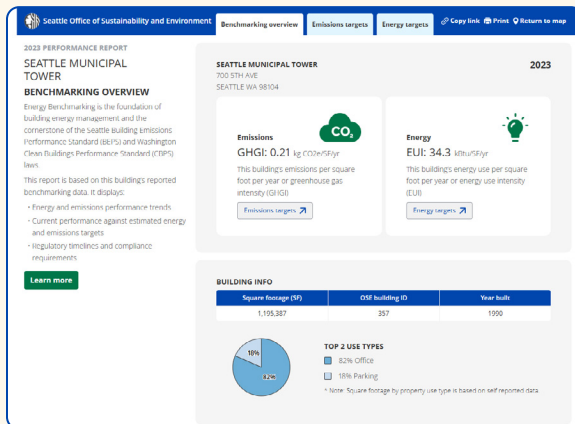 Seattle Office of Sustainability and Environment
Benchmarking overview
Emissions targets
Energy targets
Copy link
Print
Return to map
2023 PERFORMANCE REPORT
SEATTLE MUNICIPAL
TOWER
BENCHMARKING OVERVIEW
Energy Benchmarking is the foundation of
building energy management and the
cornerstone of the Seattle Building Emissions
Performance Standard (BEPS) and Washington
Clean Buildings Performance Standard (CBPS)
laws.
This report is based on this building's reported
benchmarking data. It displays:
· Energy and emissions performance trends
· Current performance against estimated energy
and emissions targets
· Regulatory timelines and compliance
requirements
Learn more
SEATTLE MUNICIPAL TOWER
700 5TH AVE
SEATTLE WA 98104
2023
CO₂
Emissions
GHGI: 0.21 kg CO2e/SF/yr
This building's emissions per square
foot per year or greenhouse gas
intensity (GHGI)
Emissions targets
Energy
EUI: 34.3 kBtu/SF/yr
This building's energy use per square
foot per year or energy use intensity
(EUI)
Energy targets
BUILDING INFO
Square footage (SF) OSE building ID Year built
1,195,387 357 1990
18%
82%
TOP 2 USE TYPES
82% Office
18% Parking
* Note: Square footage by property use type is based on self-reported data.